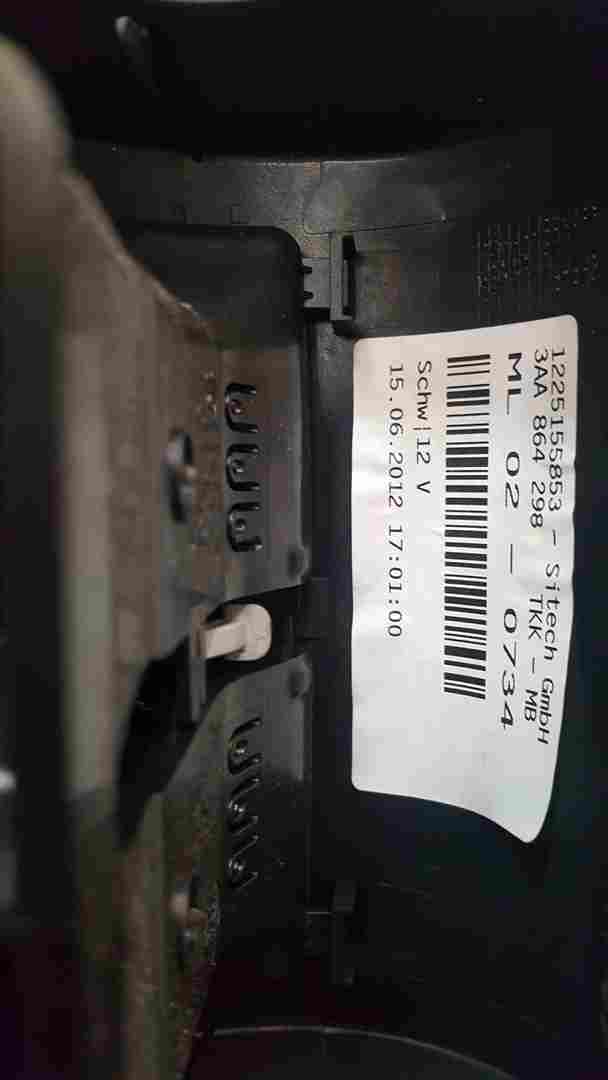 1225155853 - Sitech GmbH
3AA 864 298 TKK - MB
ML 02 - 0734
Schw|12 V
15.06.2012 17:01:00